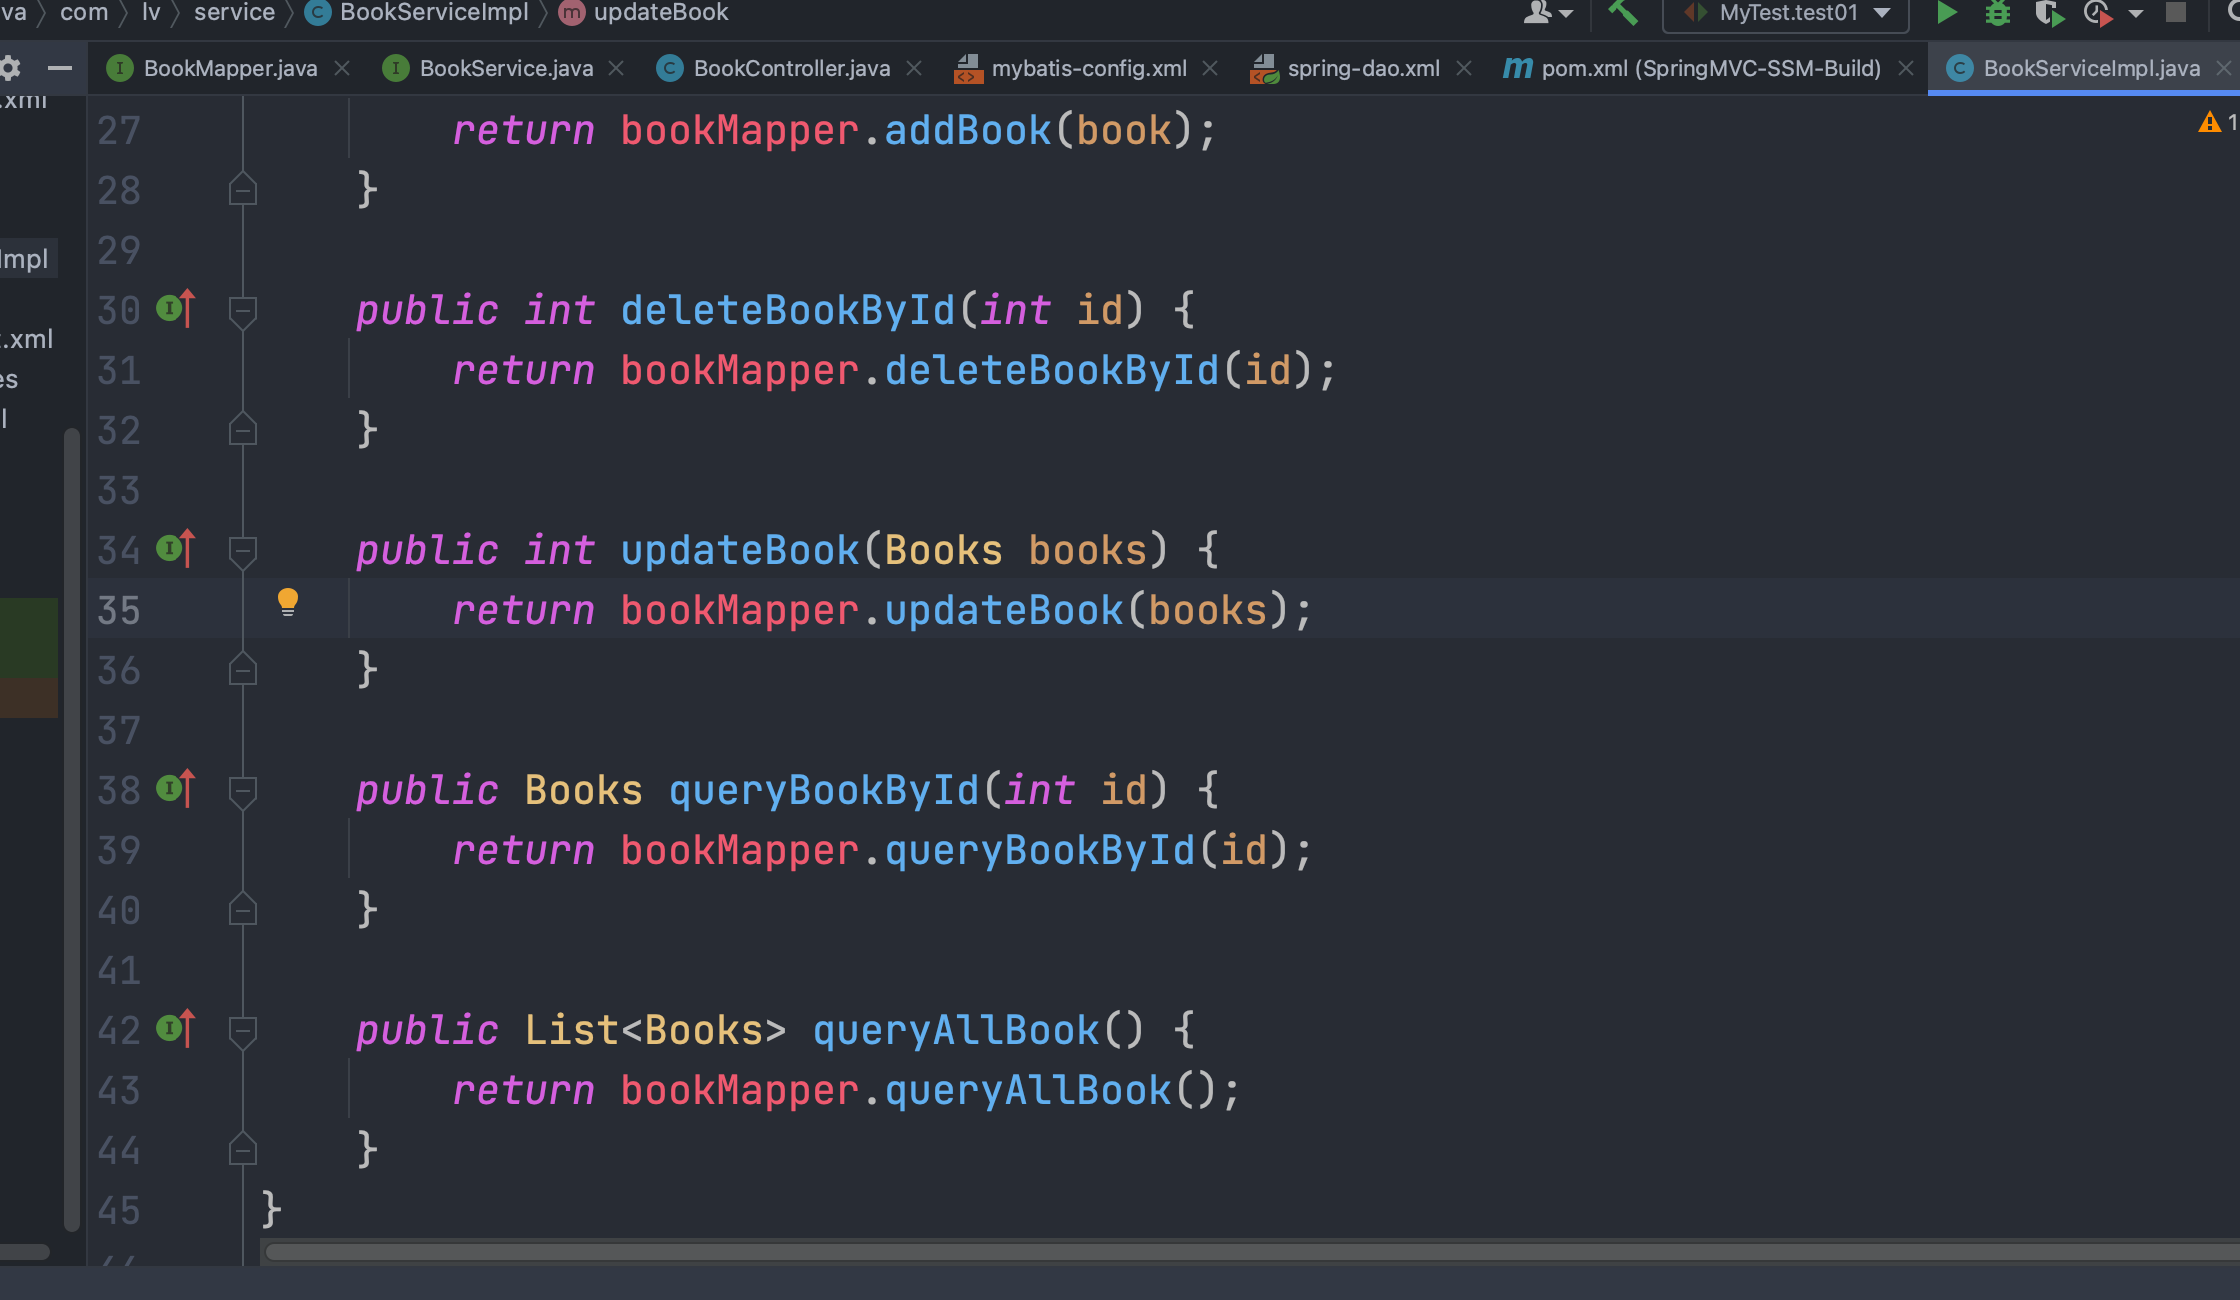 va com lv service BookServiceImpl updateBook MyTest.test01
BookMapper.java BookService.java BookController.java mybatis-config.xml spring-dao.xml pom.xml (SpringMVC-SSM-Build) BookServiceImpl.java
.xml
27 return bookMapper.addBook(book); 1
28 }
29
Impl
30 public int deleteBookById(int id) {
.xml
31 return bookMapper.deleteBookById(id);
es
l
32 }
33
34 public int updateBook(Books books) {
35 return bookMapper.updateBook(books);
36 }
37
38 public Books queryBookById(int id) {
39 return bookMapper.queryBookById(id);
40 }
41
42 public List<Books> queryAllBook() {
43 return bookMapper.queryAllBook();
44 }
45 }